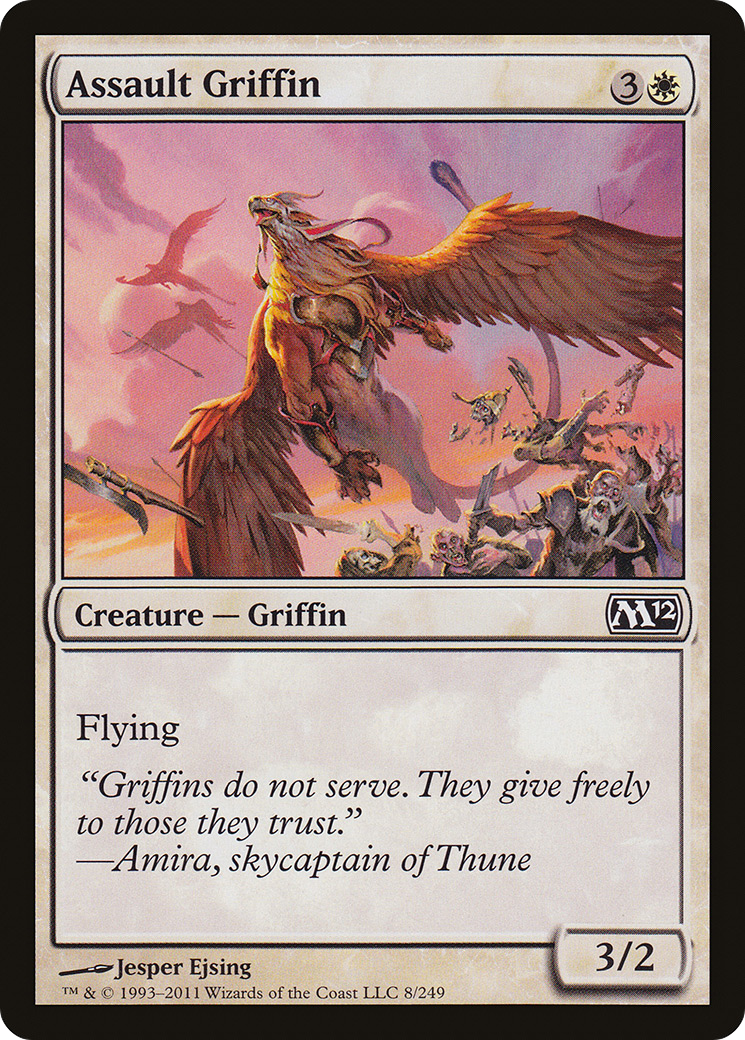 Assault Griffin 3
Creature — Griffin M12
Flying
“Griffins do not serve. They give freely
to those they trust.”
—Amira, skycaptain of Thune
3/2
Jesper Ejsing
™ & © 1993–2011 Wizards of the Coast LLC 8/249